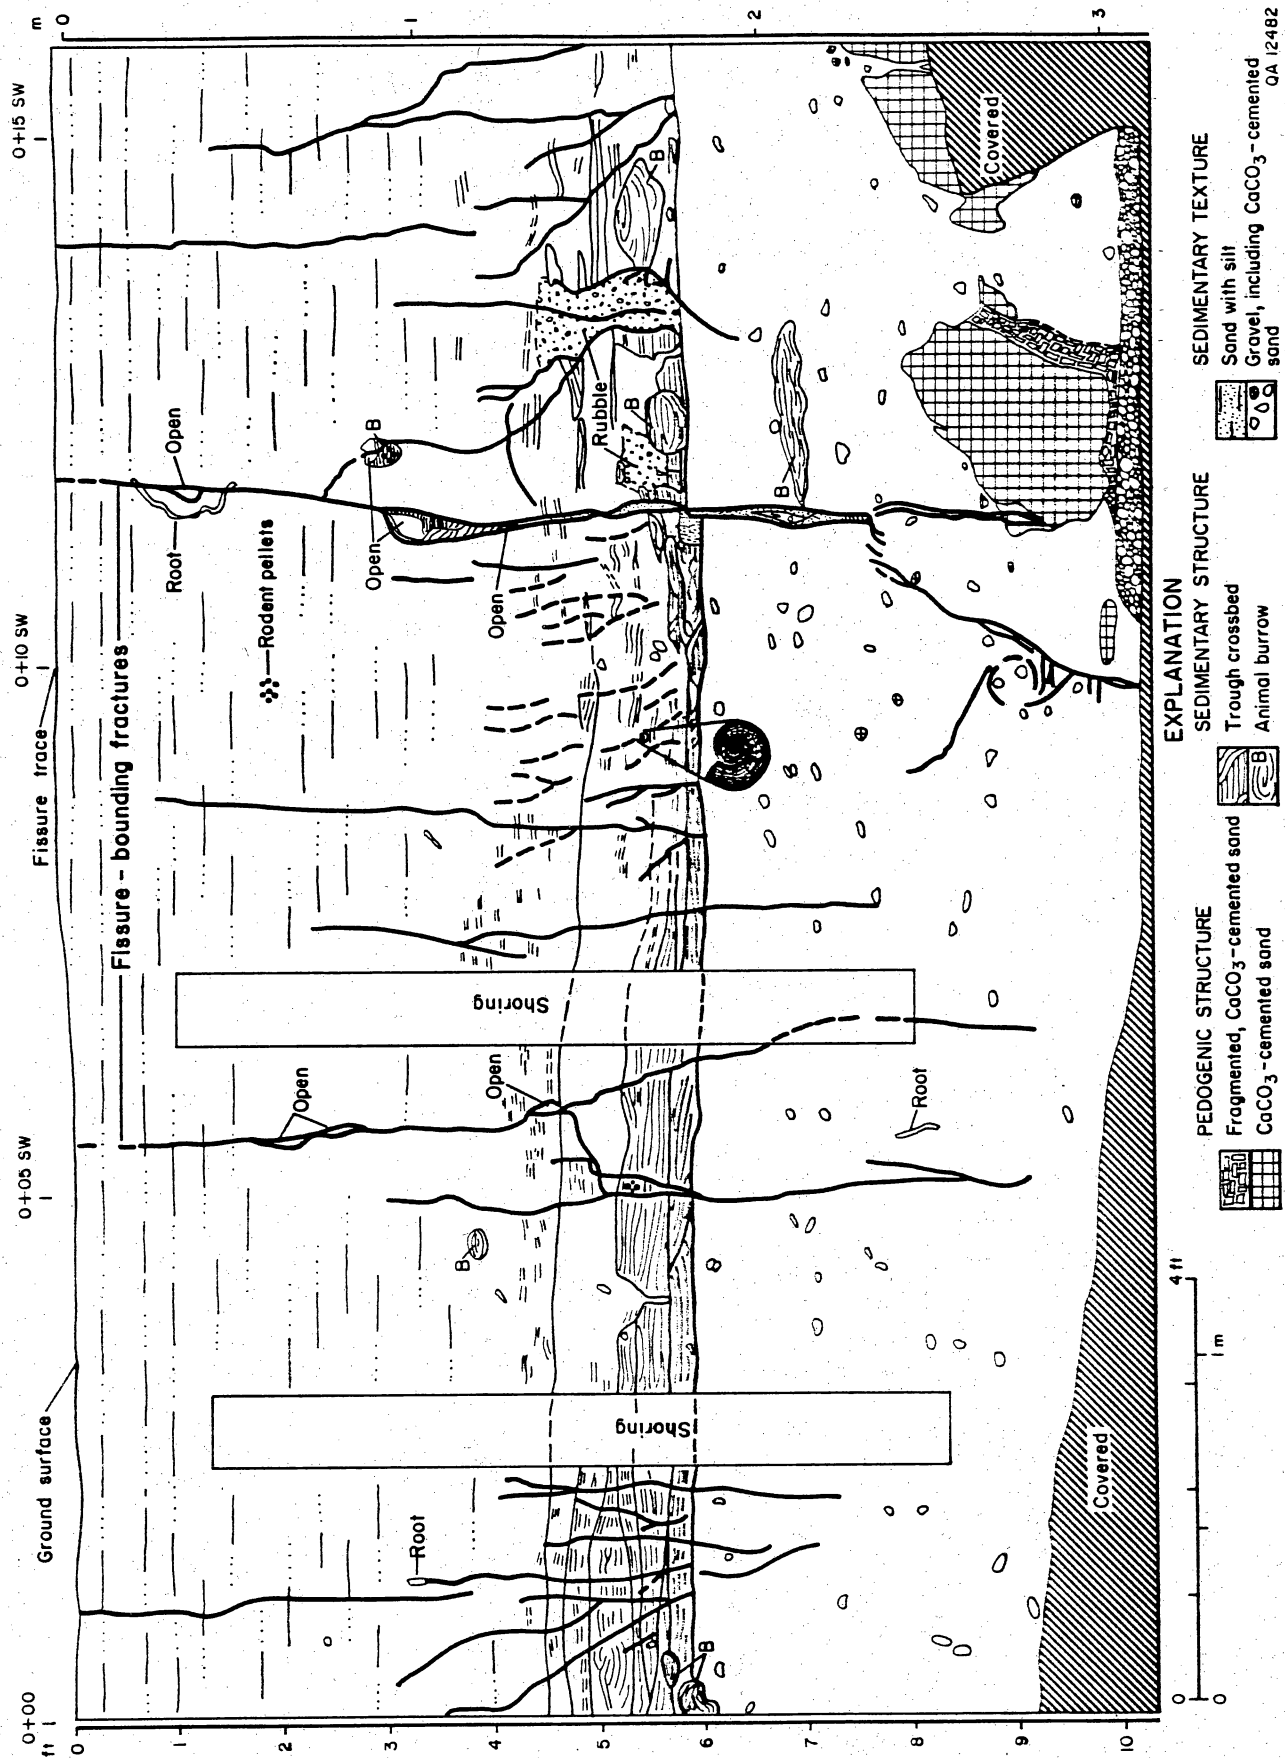 0+00
0+05 SW
0+10 SW
0+15 SW
ft
m
Ground surface
Fissure trace
Fissure - bounding fractures
0
1
2
3
4
5
6
7
8
9
10
0
1
2
3
Root
Shoring
Shoring
B
B
Open
Open
Root
Rodent pellets
Root
Open
Open
Open
B
Rubble
B
B
B
Covered
Covered
0
4 ft
0
1 m
EXPLANATION
PEDOGENIC STRUCTURE
Fragmented, CaCO3-cemented sand
CaCO3-cemented sand
SEDIMENTARY STRUCTURE
Trough crossbed
B
Animal burrow
SEDIMENTARY TEXTURE
Sand with silt
Gravel, including CaCO3-cemented
sand
QA 12482